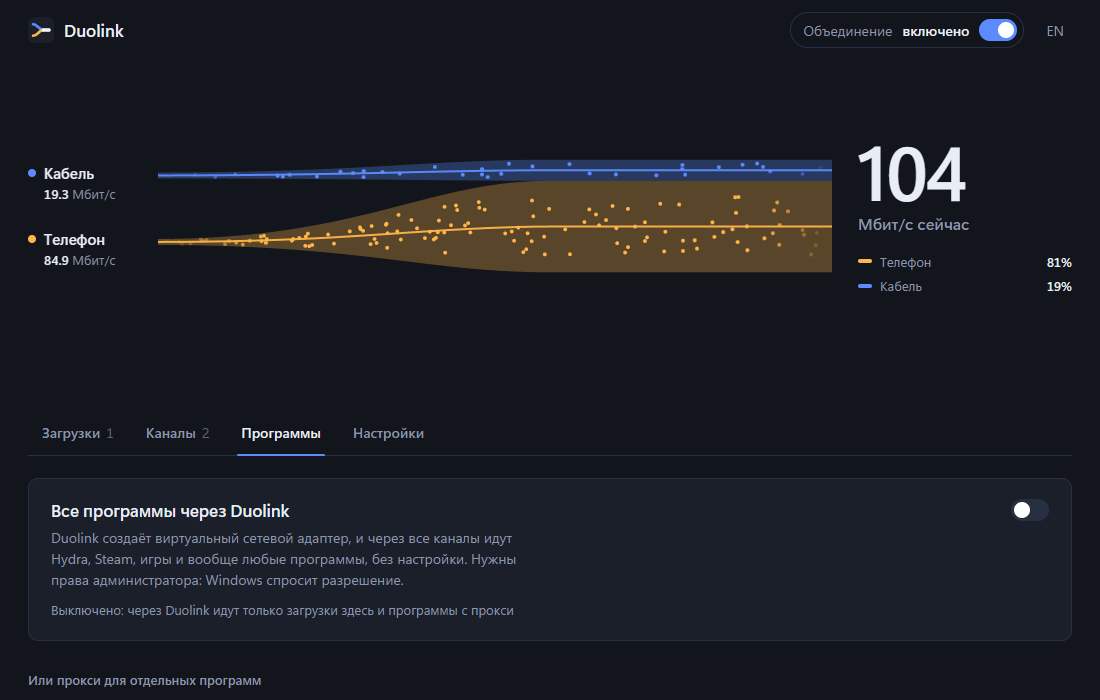 Duolink
Объединение включено
EN
Кабель
19.3 Мбит/с
Телефон
84.9 Мбит/с
104
Мбит/с сейчас
Телефон 81%
Кабель 19%
Загрузки 1 Каналы 2 Программы Настройки
Все программы через Duolink
Duolink создаёт виртуальный сетевой адаптер, и через все каналы идут
Hydra, Steam, игры и вообще любые программы, без настройки. Нужны
права администратора: Windows спросит разрешение.
Выключено: через Duolink идут только загрузки здесь и программы с прокси
Или прокси для отдельных программ